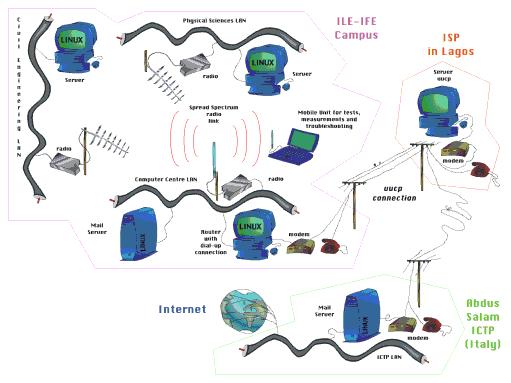 Civil Engineering LAN
LINUX
Server
Physical Sciences LAN
radio
LINUX
Server
ILE-IFE
Campus
ISP
in Lagos
Server
uucp
modem
Spread Spectrum
radio
link
Mobile Unit for tests,
measurements and
troubleshooting
radio
Computer Centre LAN
radio
uucp
connection
Mail
Server
LINUX
Router
with
dial-up
connection
LINUX
modem
Internet
Mail
Server
LINUX
modem
ICTP LAN
Abdus
Salam
ICTP
(Italy)